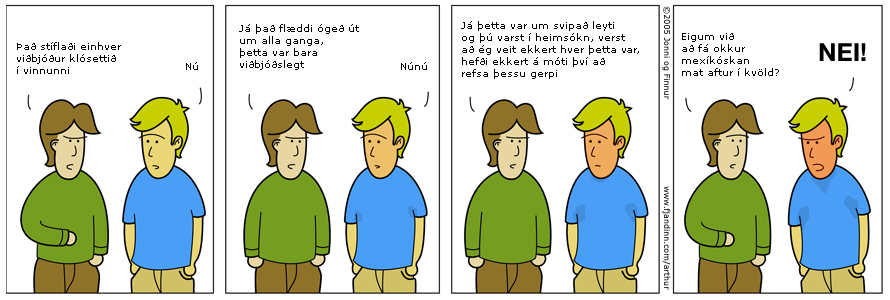 Það stíflaði einhver
viðbjóður klósettið
í vinnunni
Nú
Já það flæddi ógeð út
um alla ganga,
þetta var bara
viðbjóðslegt
Núnú
Já þetta var um svipað leyti
og þú varst í heimsókn, verst
að ég veit ekkert hver þetta var,
hefði ekkert á móti því að
refsa þessu gerpi
©2005 Jónni og Finnur
www.fjandinn.com/arthur
Eigum við
að fá okkur
mexíkóskan
mat aftur í kvöld?
NEI!